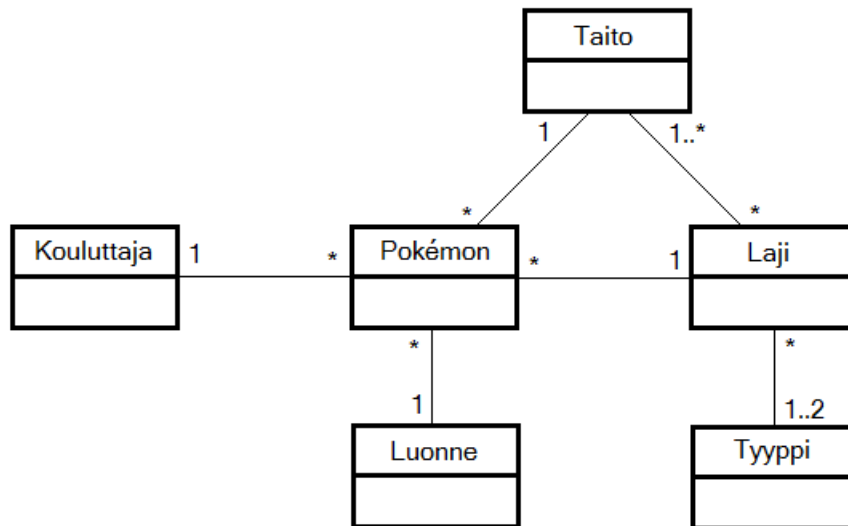 Taito
1
1..*
*
*
Kouluttaja
1
*
Pokémon
*
1
Laji
*
*
1
1..2
Luonne
Tyyppi